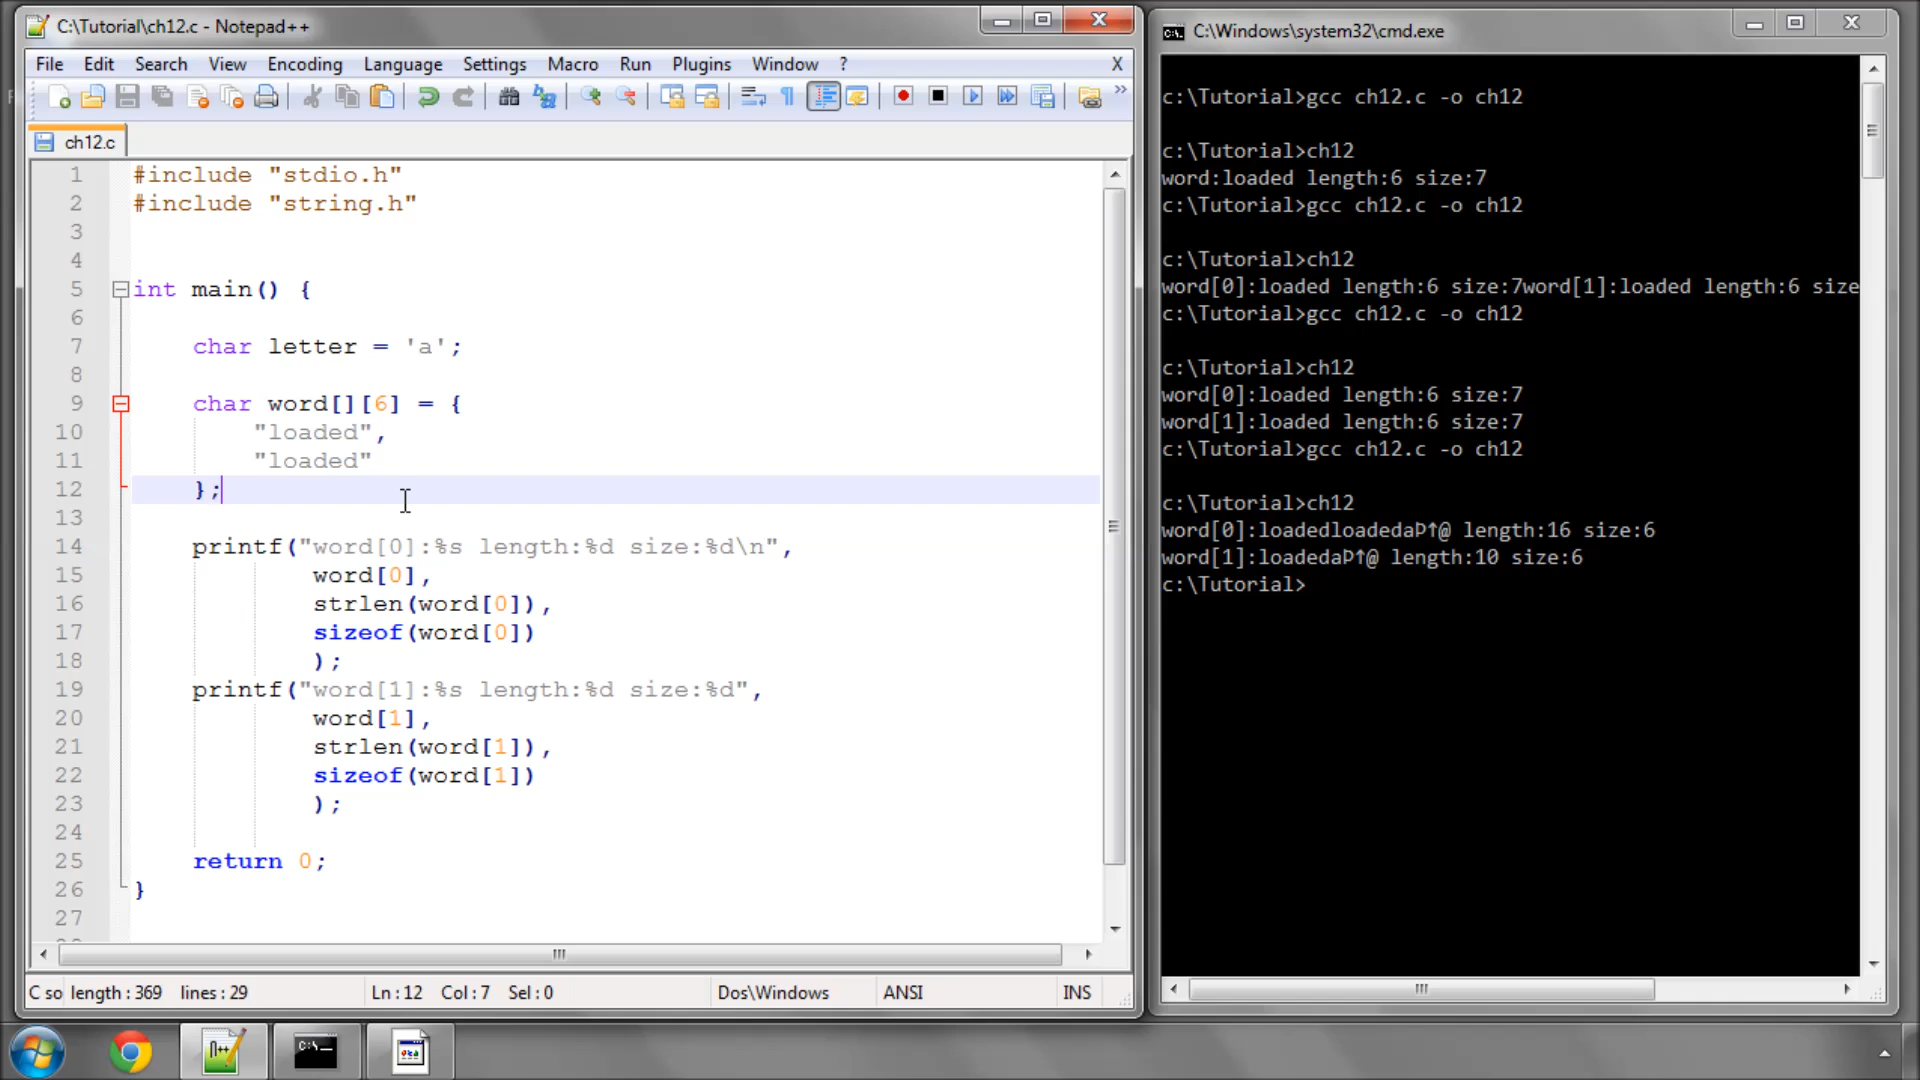 C:\Tutorial\ch12.c - Notepad++
File Edit Search View Encoding Language Settings Macro Run Plugins Window ? X
ch12.c
1 #include "stdio.h"
2 #include "string.h"
3
4
5 int main() {
6
7 char letter = 'a';
8
9 char word[][6] = {
10 "loaded",
11 "loaded"
12 };
13
14 printf("word[0]:%s length:%d size:%d\n",
15 word[0],
16 strlen(word[0]),
17 sizeof(word[0])
18 );
19 printf("word[1]:%s length:%d size:%d",
20 word[1],
21 strlen(word[1]),
22 sizeof(word[1])
23 );
24
25 return 0;
26 }
27
C so length : 369 lines : 29 Ln : 12 Col : 7 Sel : 0 Dos\Windows ANSI INS
C:\Windows\system32\cmd.exe
c:\Tutorial>gcc ch12.c -o ch12
c:\Tutorial>ch12
word:loaded length:6 size:7
c:\Tutorial>gcc ch12.c -o ch12
c:\Tutorial>ch12
word[0]:loaded length:6 size:7word[1]:loaded length:6 size
c:\Tutorial>gcc ch12.c -o ch12
c:\Tutorial>ch12
word[0]:loaded length:6 size:7
word[1]:loaded length:6 size:7
c:\Tutorial>gcc ch12.c -o ch12
c:\Tutorial>ch12
word[0]:loadedloadedaÞ↑@ length:16 size:6
word[1]:loadedaÞ↑@ length:10 size:6
c:\Tutorial>